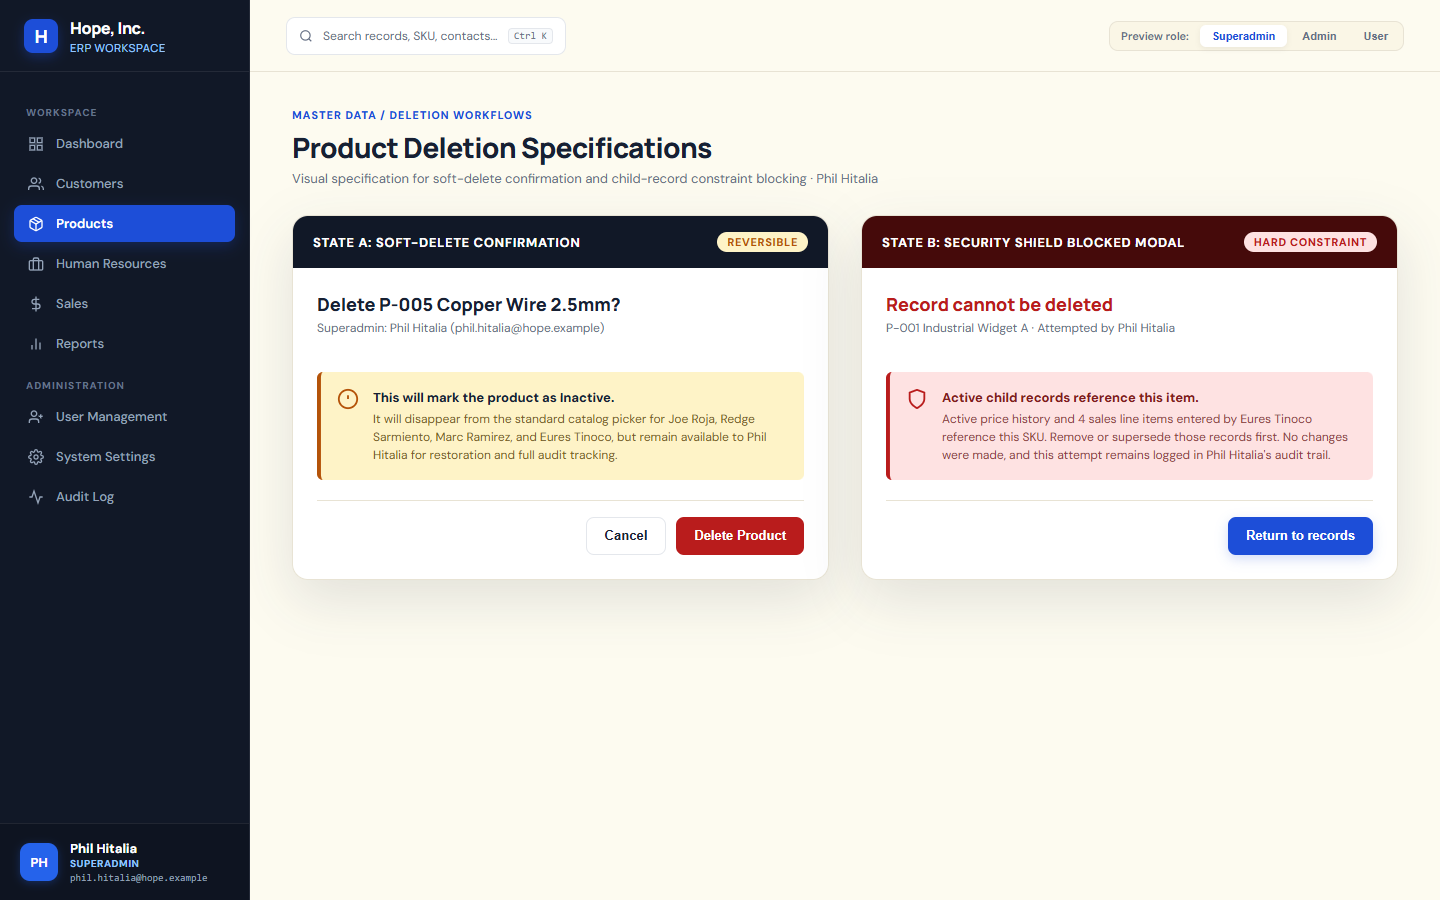 H
Hope, Inc.
ERP WORKSPACE
Search records, SKU, contacts...
Ctrl K
Preview role:
Superadmin
Admin
User
WORKSPACE
Dashboard
Customers
Products
Human Resources
Sales
Reports
ADMINISTRATION
User Management
System Settings
Audit Log
PH
Phil Hitalia
SUPERADMIN
phil.hitalia@hope.example
MASTER DATA / DELETION WORKFLOWS
Product Deletion Specifications
Visual specification for soft-delete confirmation and child-record constraint blocking · Phil Hitalia
STATE A: SOFT-DELETE CONFIRMATION
REVERSIBLE
Delete P-005 Copper Wire 2.5mm?
Superadmin: Phil Hitalia (phil.hitalia@hope.example)
This will mark the product as Inactive.
It will disappear from the standard catalog picker for Joe Roja, Redge
Sarmiento, Marc Ramirez, and Eures Tinoco, but remain available to Phil
Hitalia for restoration and full audit tracking.
Cancel
Delete Product
STATE B: SECURITY SHIELD BLOCKED MODAL
HARD CONSTRAINT
Record cannot be deleted
P-001 Industrial Widget A · Attempted by Phil Hitalia
Active child records reference this item.
Active price history and 4 sales line items entered by Eures Tinoco
reference this SKU. Remove or supersede those records first. No changes
were made, and this attempt remains logged in Phil Hitalia's audit trail.
Return to records